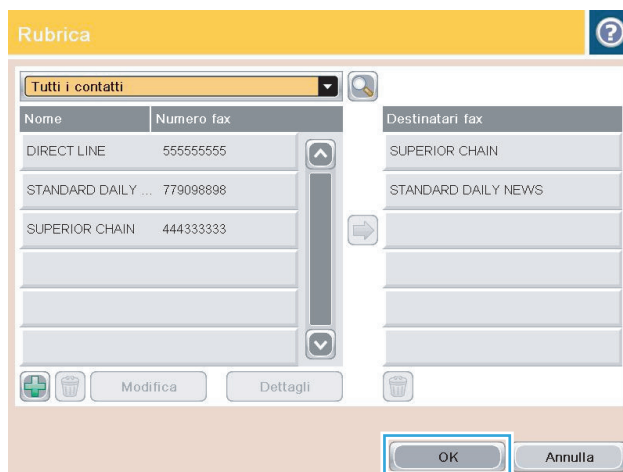 Rubrica
?
Tutti i contatti
Nome Numero fax Destinatari fax
DIRECT LINE 555555555 SUPERIOR CHAIN
STANDARD DAILY ... 779098898 STANDARD DAILY NEWS
SUPERIOR CHAIN 444333333
Modifica Dettagli
OK Annulla